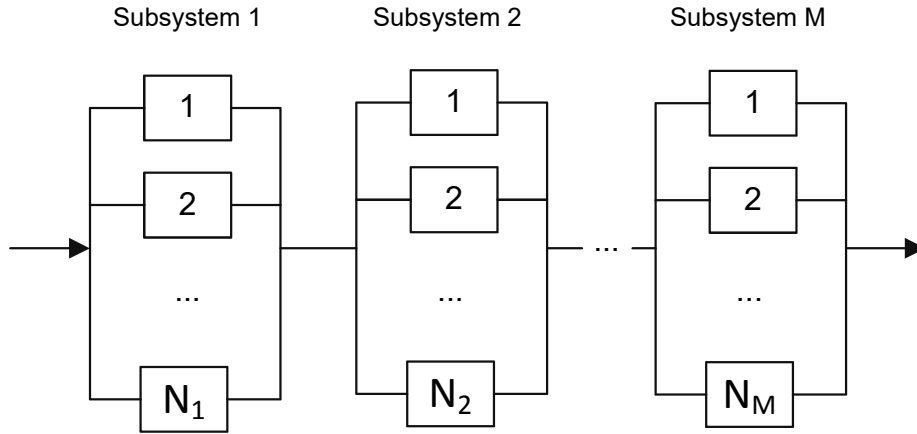 Subsystem 1 Subsystem 2 Subsystem M
1 1 1
2 2 2
...
... ... ...
N₁ N₂ Nₘ